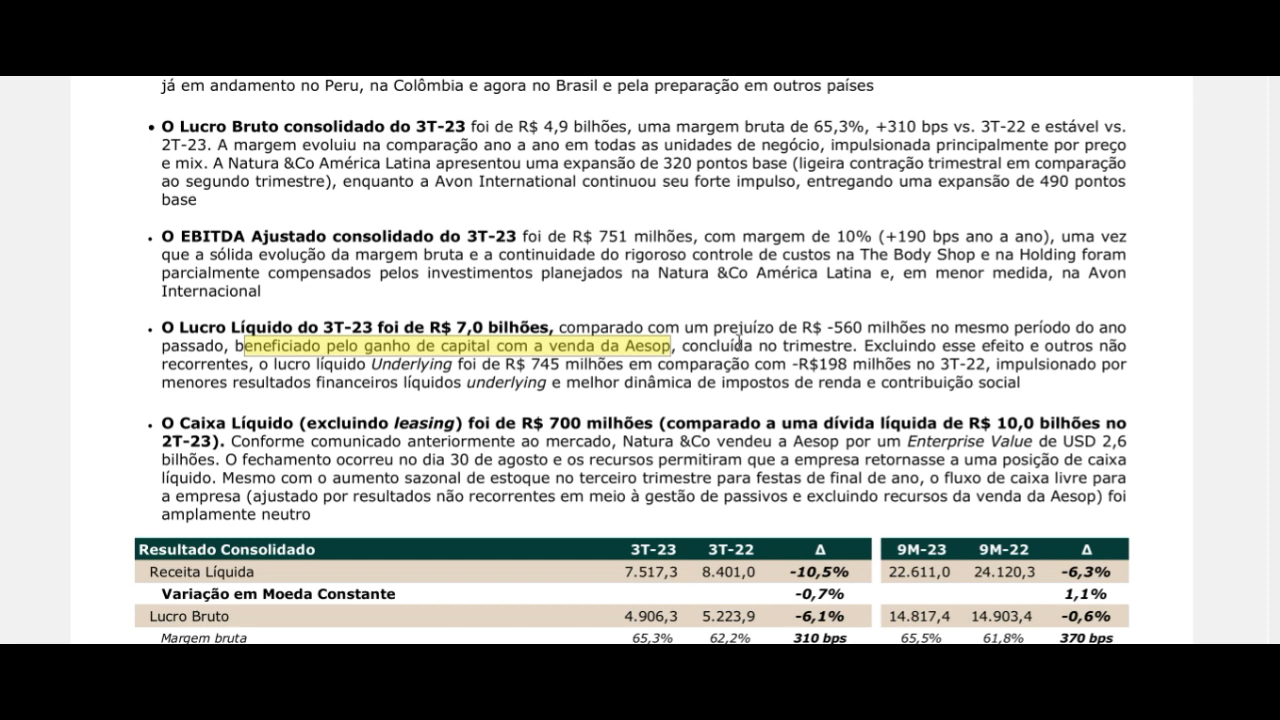 já em andamento no Peru, na Colômbia e agora no Brasil e pela preparação em outros países
• O Lucro Bruto consolidado do 3T-23 foi de R$ 4,9 bilhões, uma margem bruta de 65,3%, +310 bps vs. 3T-22 e estável vs.
2T-23. A margem evoluiu na comparação ano a ano em todas as unidades de negócio, impulsionada principalmente por preço
e mix. A Natura &Co América Latina apresentou uma expansão de 320 pontos base (ligeira contração trimestral em comparação
ao segundo trimestre), enquanto a Avon International continuou seu forte impulso, entregando uma expansão de 490 pontos
base
• O EBITDA Ajustado consolidado do 3T-23 foi de R$ 751 milhões, com margem de 10% (+190 bps ano a ano), uma vez
que a sólida evolução da margem bruta e a continuidade do rigoroso controle de custos na The Body Shop e na Holding foram
parcialmente compensados pelos investimentos planejados na Natura &Co América Latina e, em menor medida, na Avon
Internacional
• O Lucro Líquido do 3T-23 foi de R$ 7,0 bilhões, comparado com um prejuízo de R$ -560 milhões no mesmo período do ano
passado, beneficiado pelo ganho de capital com a venda da Aesop, concluída no trimestre. Excluindo esse efeito e outros não
recorrentes, o lucro líquido Underlying foi de R$ 745 milhões em comparação com -R$198 milhões no 3T-22, impulsionado por
menores resultados financeiros líquidos underlying e melhor dinâmica de impostos de renda e contribuição social
• O Caixa Líquido (excluindo leasing) foi de R$ 700 milhões (comparado a uma dívida líquida de R$ 10,0 bilhões no
2T-23). Conforme comunicado anteriormente ao mercado, Natura &Co vendeu a Aesop por um Enterprise Value de USD 2,6
bilhões. O fechamento ocorreu no dia 30 de agosto e os recursos permitiram que a empresa retornasse a uma posição de caixa
líquido. Mesmo com o aumento sazonal de estoque no terceiro trimestre para festas de final de ano, o fluxo de caixa livre para
a empresa (ajustado por resultados não recorrentes em meio à gestão de passivos e excluindo recursos da venda da Aesop) foi
amplamente neutro
Resultado Consolidado 3T-23 3T-22 Δ 9M-23 9M-22 Δ
Receita Líquida 7.517,3 8.401,0 -10,5% 22.611,0 24.120,3 -6,3%
Variação em Moeda Constante -0,7% 1,1%
Lucro Bruto 4.906,3 5.223,9 -6,1% 14.817,4 14.903,4 -0,6%
Margem bruta 65,3% 62,2% 310 bps 65,5% 61,8% 370 bps